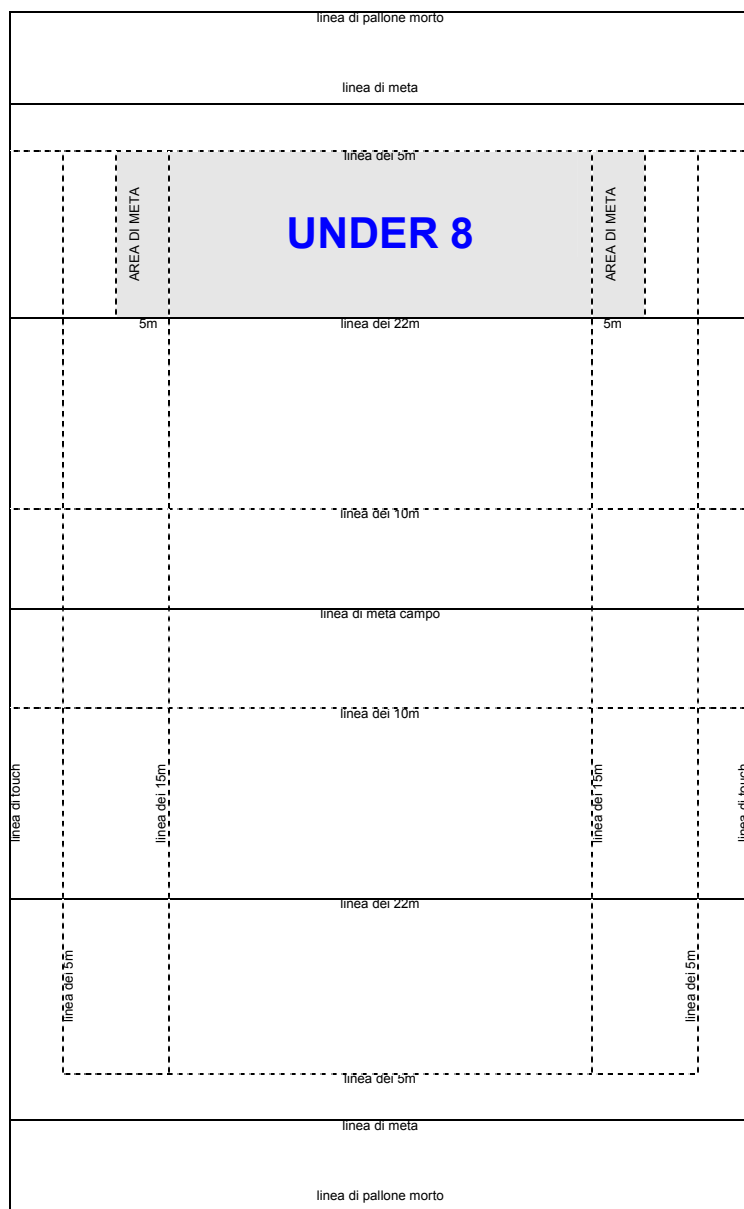 linea di pallone morto
linea di meta
linea dei 5m
AREA DI META
UNDER 8
AREA DI META
5m
linea dei 22m
5m
linea dei 10m
linea di meta campo
linea dei 10m
linea di touch
linea dei 15m
linea dei 15m
linea di touch
linea dei 22m
linea dei 5m
linea dei 5m
linea dei 5m
linea di meta
linea di pallone morto